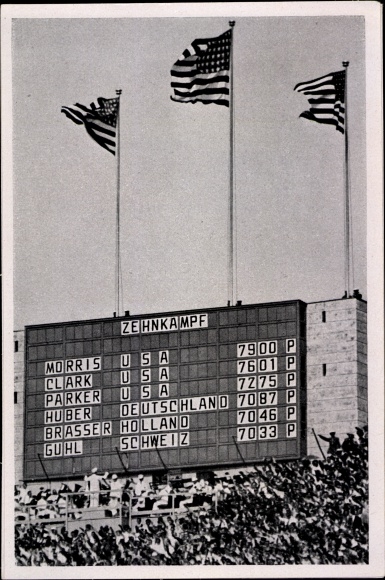 ZEHNKAMPF
MORRIS USA 7900 P
CLARK USA 7601 P
PARKER USA 7275 P
HUBER DEUTSCHLAND 7087 P
BRASSER HOLLAND 7046 P
GUHL SCHWEIZ 7033 P